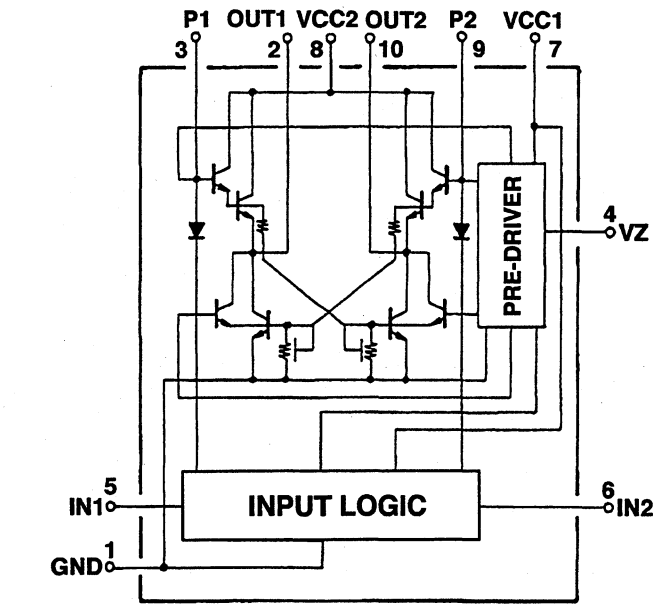 P1 OUT1 VCC2 OUT2 P2 VCC1
3 2 8 10 9 7
PRE-DRIVER
4
VZ
5
IN1
INPUT LOGIC
6
IN2
1
GND